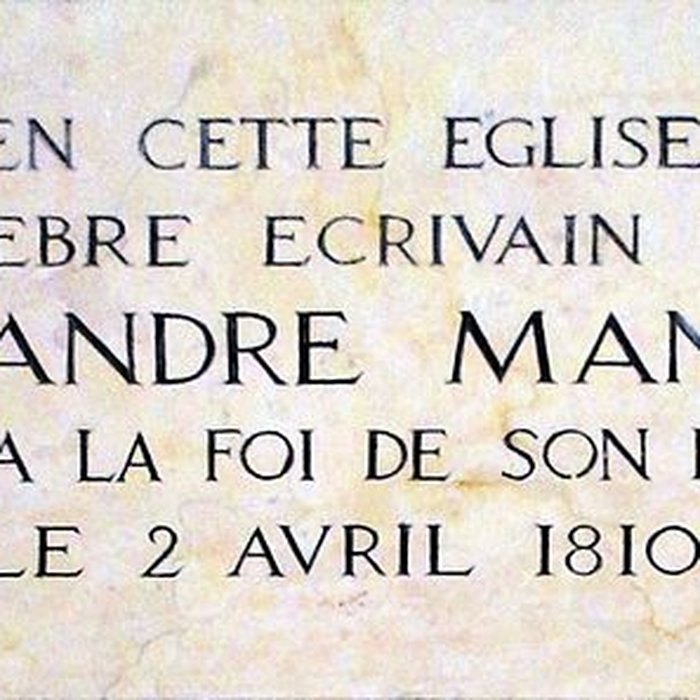 EN CETTE EGLISE
EBRE ECRIVAIN
ANDRE MAN
A LA FOI DE SON
LE 2 AVRIL 1810